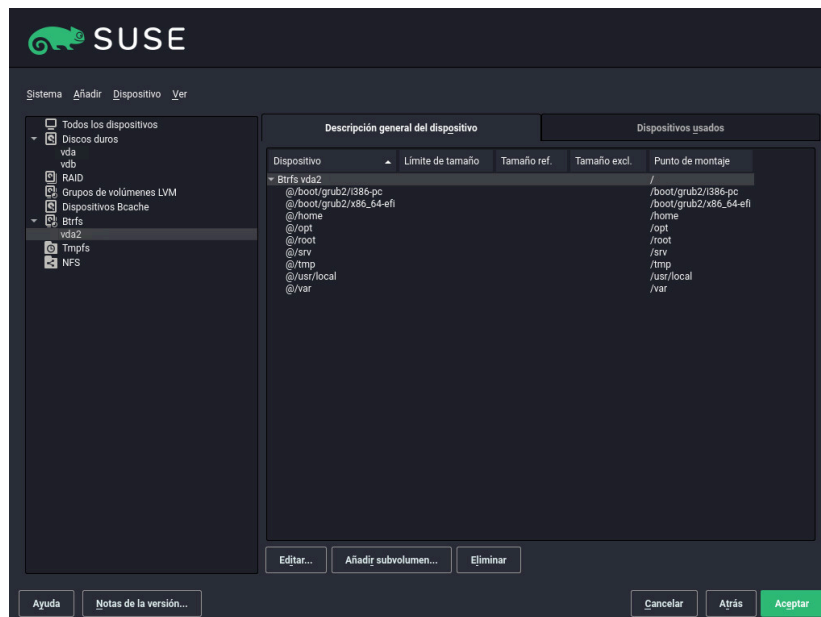 SUSE
Sistema Añadir Dispositivo Ver
Todos los dispositivos
Discos duros
vda
vdb
RAID
Grupos de volúmenes LVM
Dispositivos Bcache
Btrfs
vda2
Tmpfs
NFS
Descripción general del dispositivo Dispositivos usados
Dispositivo Límite de tamaño Tamaño ref. Tamaño excl. Punto de montaje
Btrfs vda2 /
@/boot/grub2/i386-pc /boot/grub2/i386-pc
@/boot/grub2/x86_64-efi /boot/grub2/x86_64-efi
@/home /home
@/opt /opt
@/root /root
@/srv /srv
@/tmp /tmp
@/usr/local /usr/local
@/var /var
Editar... Añadir subvolumen... Eliminar
Ayuda Notas de la versión... Cancelar Atrás Aceptar